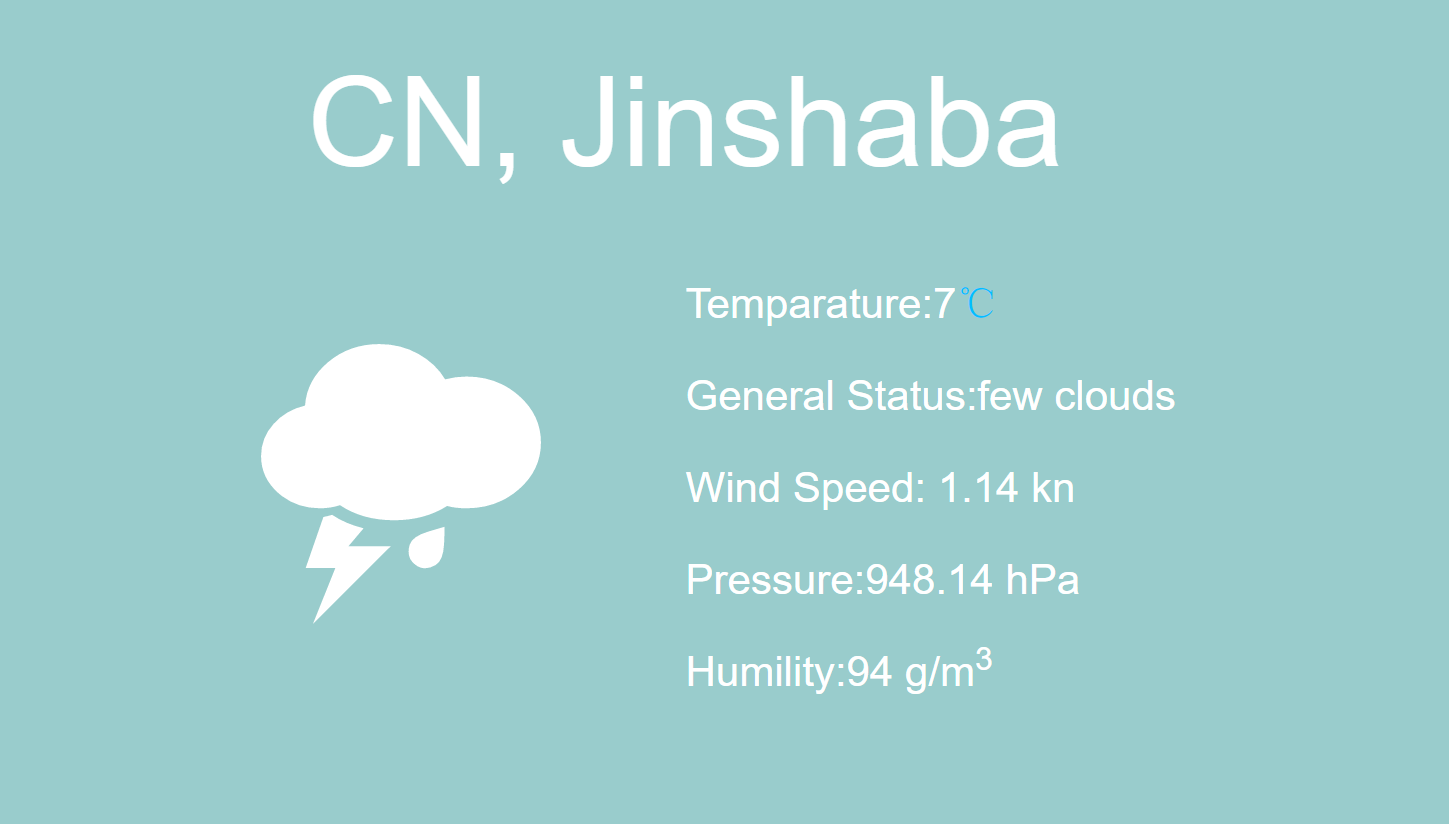 CN, Jinshaba
Temparature:7℃
General Status:few clouds
Wind Speed: 1.14 kn
Pressure:948.14 hPa
Humility:94 g/m³